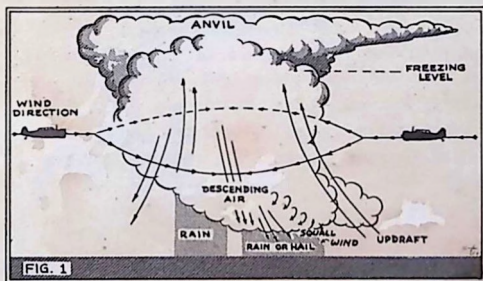 ANVIL
FREEZING
LEVEL
WIND
DIRECTION
DESCENDING
AIR
SQUALL
WIND
UPDRAFT
RAIN
RAIN OR HAIL
FIG. 1